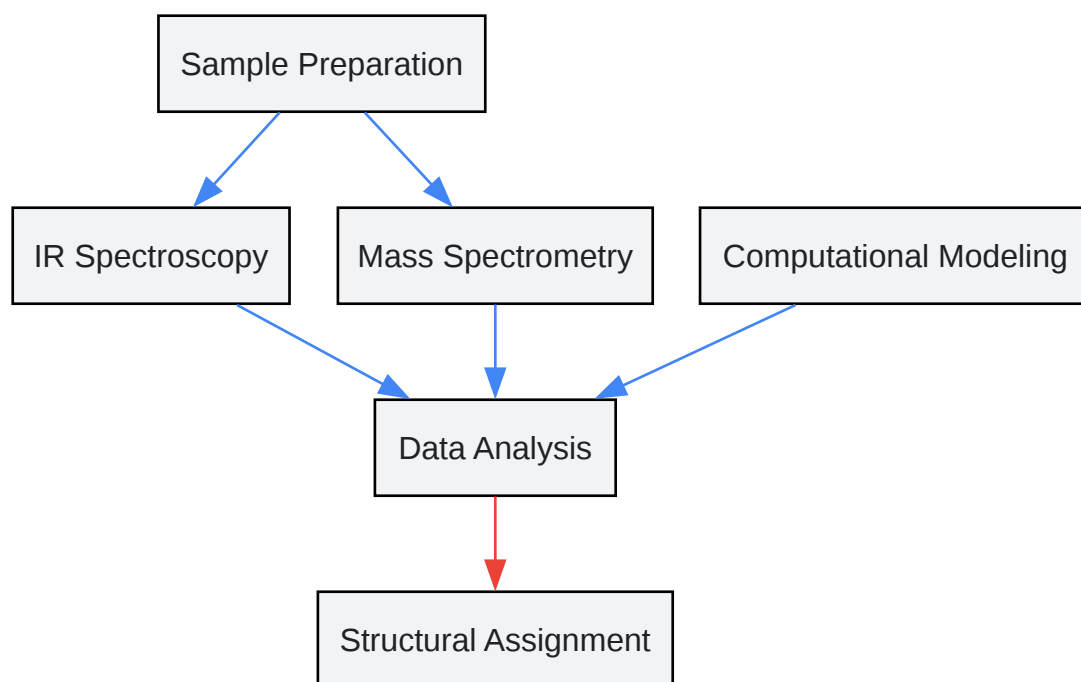 Sample Preparation
IR Spectroscopy
Mass Spectrometry
Computational Modeling
Data Analysis
Structural Assignment